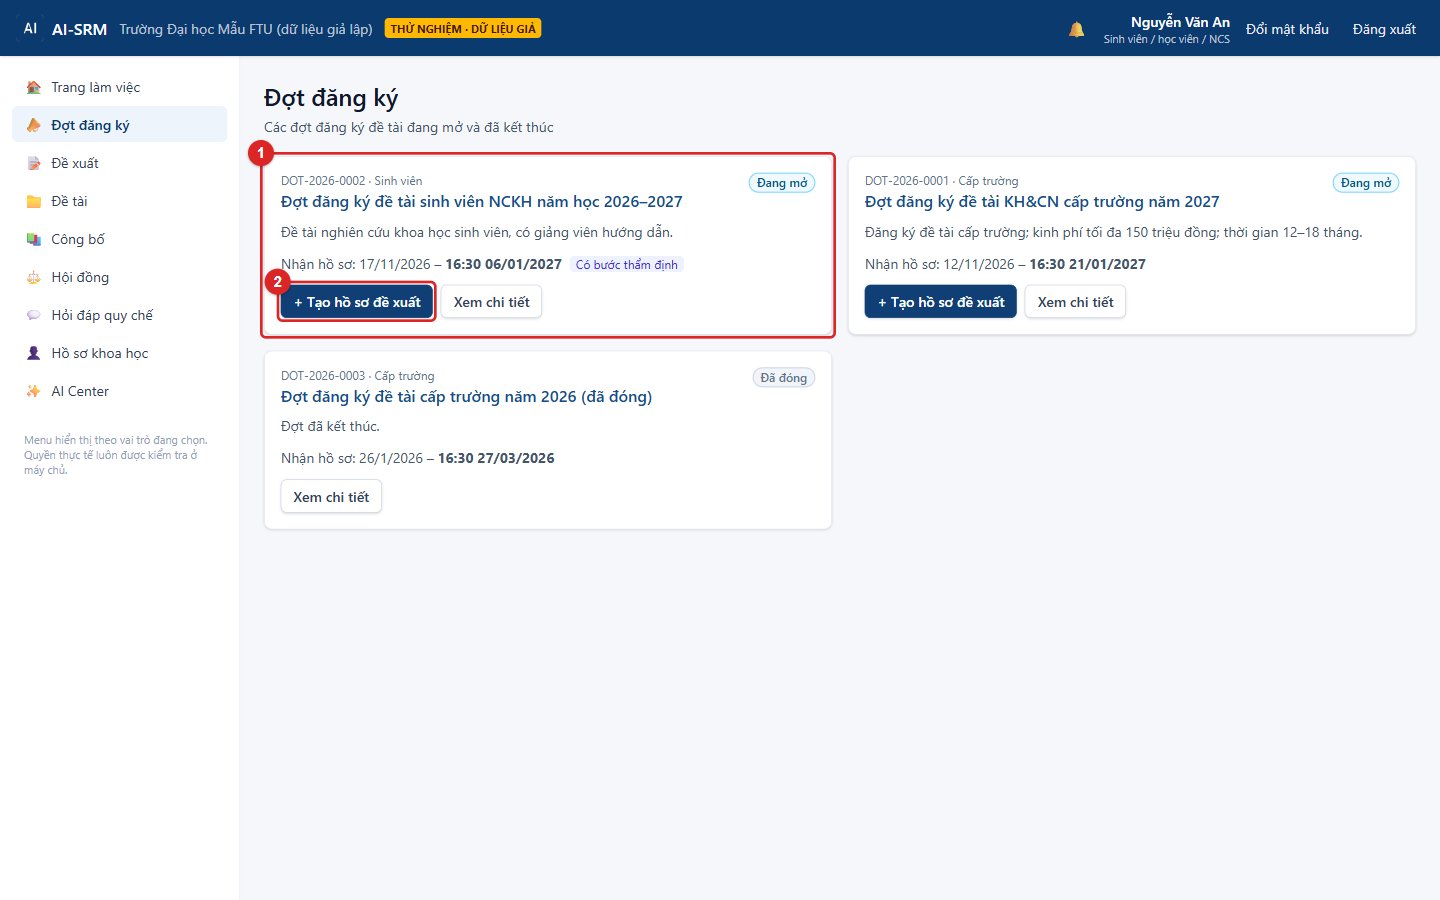 AI AI-SRM Trường Đại học Mẫu FTU (dữ liệu giả lập) THỬ NGHIỆM · DỮ LIỆU GIẢ
Nguyễn Văn An
Sinh viên / học viên / NCS
Đổi mật khẩu
Đăng xuất
Trang làm việc
Đợt đăng ký
Đề xuất
Đề tài
Công bố
Hội đồng
Hỏi đáp quy chế
Hồ sơ khoa học
AI Center
Menu hiển thị theo vai trò đang chọn.
Quyền thực tế luôn được kiểm tra ở
máy chủ.
Đợt đăng ký
Các đợt đăng ký đề tài đang mở và đã kết thúc
1
DOT-2026-0002 · Sinh viên
Đang mở
Đợt đăng ký đề tài sinh viên NCKH năm học 2026–2027
Đề tài nghiên cứu khoa học sinh viên, có giảng viên hướng dẫn.
Nhận hồ sơ: 17/11/2026 – 16:30 06/01/2027 Có bước thẩm định
2
+ Tạo hồ sơ đề xuất
Xem chi tiết
DOT-2026-0001 · Cấp trường
Đang mở
Đợt đăng ký đề tài KH&CN cấp trường năm 2027
Đăng ký đề tài cấp trường; kinh phí tối đa 150 triệu đồng; thời gian 12–18 tháng.
Nhận hồ sơ: 12/11/2026 – 16:30 21/01/2027
+ Tạo hồ sơ đề xuất
Xem chi tiết
DOT-2026-0003 · Cấp trường
Đã đóng
Đợt đăng ký đề tài cấp trường năm 2026 (đã đóng)
Đợt đã kết thúc.
Nhận hồ sơ: 26/1/2026 – 16:30 27/03/2026
Xem chi tiết